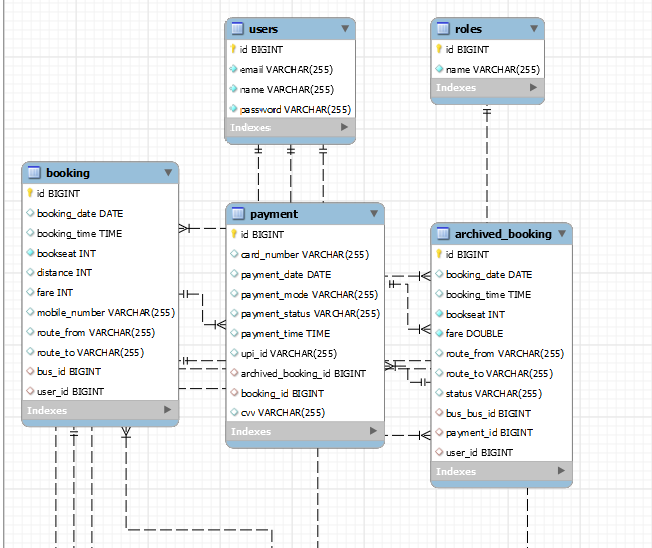 users
id BIGINT
email VARCHAR(255)
name VARCHAR(255)
password VARCHAR(255)
Indexes
roles
id BIGINT
name VARCHAR(255)
Indexes
booking
id BIGINT
booking_date DATE
booking_time TIME
bookseat INT
distance INT
fare INT
mobile_number VARCHAR(255)
route_from VARCHAR(255)
route_to VARCHAR(255)
bus_id BIGINT
user_id BIGINT
Indexes
payment
id BIGINT
card_number VARCHAR(255)
payment_date DATE
payment_mode VARCHAR(255)
payment_status VARCHAR(255)
payment_time TIME
upi_id VARCHAR(255)
archived_booking_id BIGINT
booking_id BIGINT
cvv VARCHAR(255)
Indexes
archived_booking
id BIGINT
booking_date DATE
booking_time TIME
bookseat INT
fare DOUBLE
route_from VARCHAR(255)
route_to VARCHAR(255)
status VARCHAR(255)
bus_bus_id BIGINT
payment_id BIGINT
user_id BIGINT
Indexes